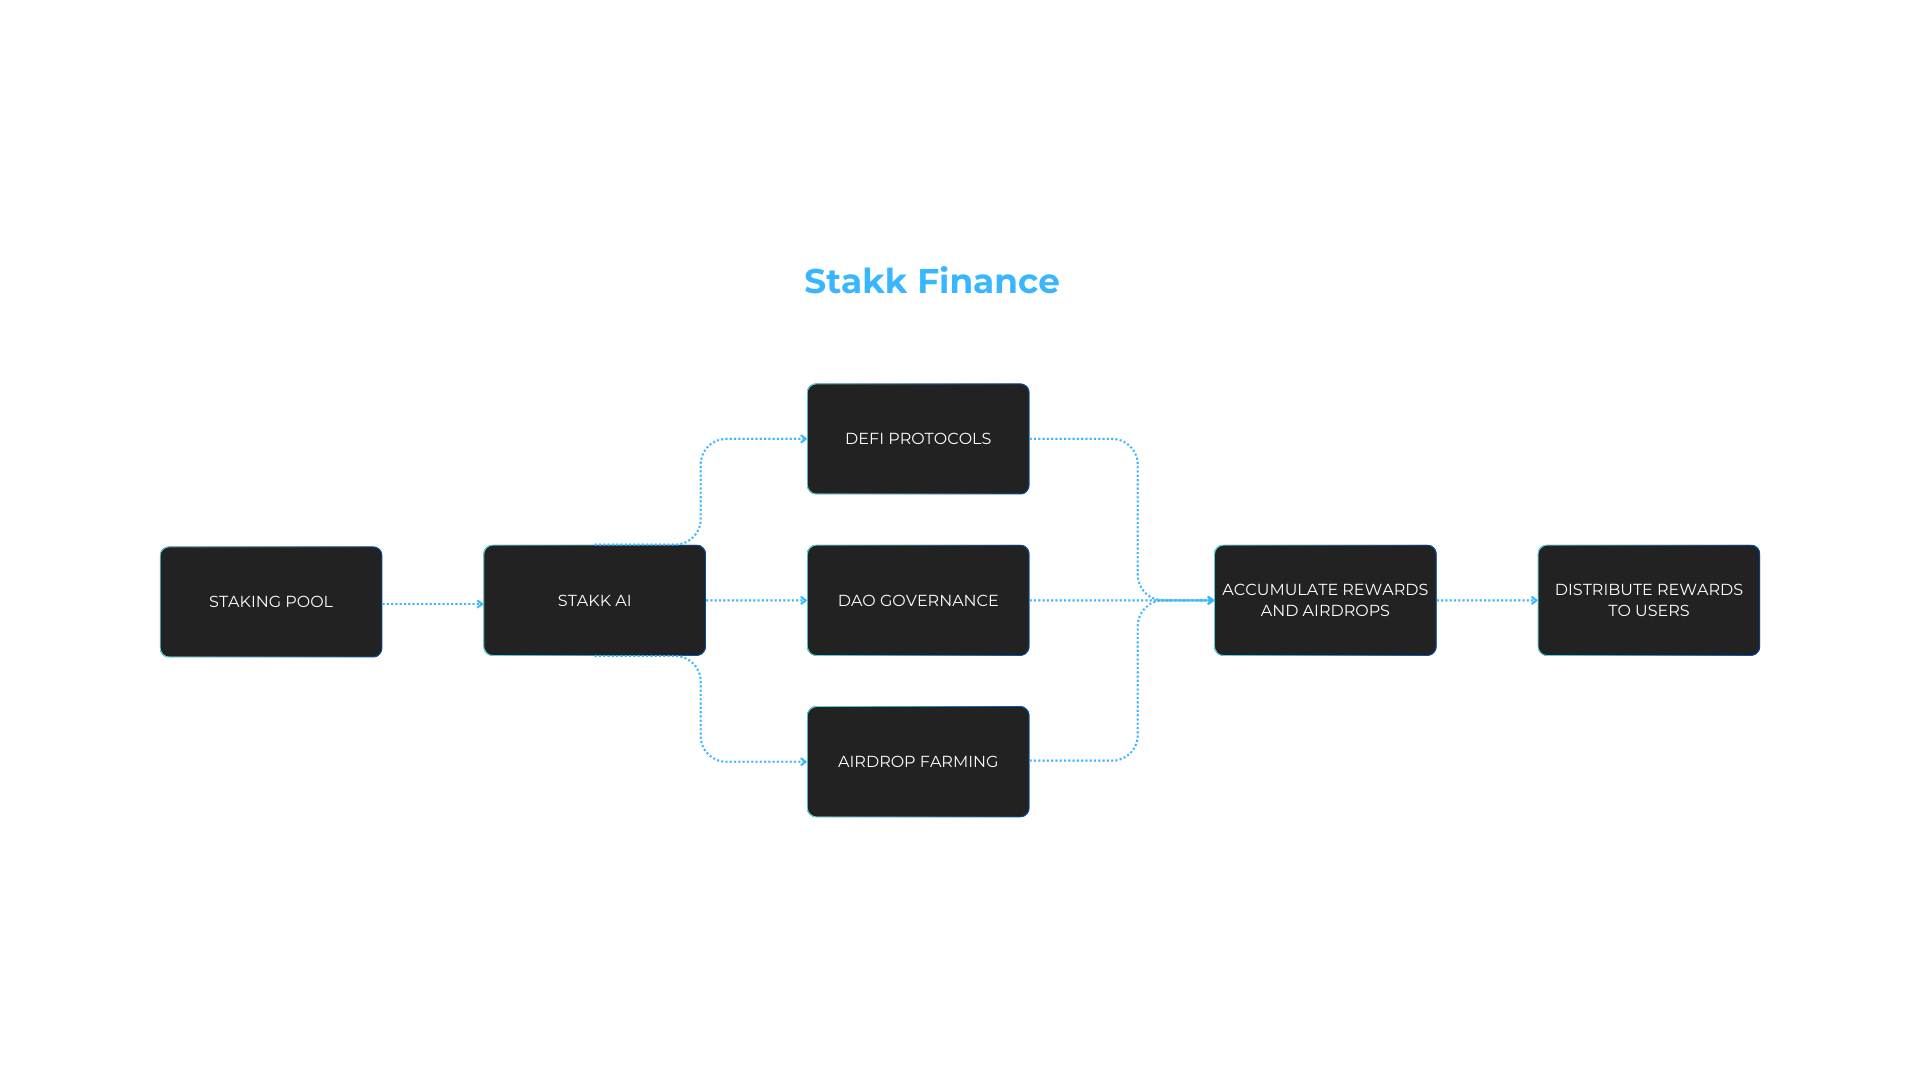 Stakk Finance
STAKING POOL
STAKK AI
DEFI PROTOCOLS
DAO GOVERNANCE
AIRDROP FARMING
ACCUMULATE REWARDS
AND AIRDROPS
DISTRIBUTE REWARDS
TO USERS